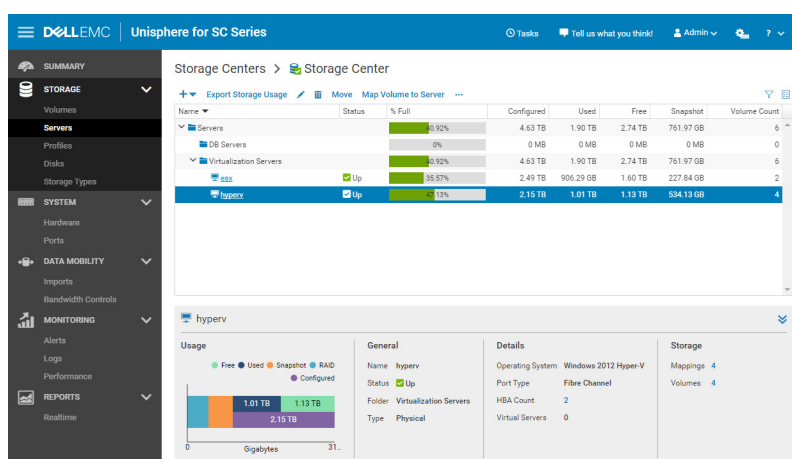 DELLEMC Unisphere for SC Series Tasks Tell us what you think! Admin ?
SUMMARY
STORAGE
Volumes
Servers
Profiles
Disks
Storage Types
SYSTEM
Hardware
Ports
DATA MOBILITY
Imports
Bandwidth Controls
MONITORING
Alerts
Logs
Performance
REPORTS
Realtime
Storage Centers > Storage Center
Export Storage Usage Move Map Volume to Server ...
Name Status % Full Configured Used Free Snapshot Volume Count
Servers 40.92% 4.63 TB 1.90 TB 2.74 TB 761.97 GB 6
DB Servers 0% 0 MB 0 MB 0 MB 0 MB 0
Virtualization Servers 40.92% 4.63 TB 1.90 TB 2.74 TB 761.97 GB 6
esx Up 35.57% 2.49 TB 906.29 GB 1.60 TB 227.84 GB 2
hyperv Up 47.13% 2.15 TB 1.01 TB 1.13 TB 534.13 GB 4
hyperv
Usage
Free Used Snapshot RAID
Configured
1.01 TB 1.13 TB
2.15 TB
0 31...
Gigabytes
General
Name hyperv
Status Up
Folder Virtualization Servers
Type Physical
Details
Operating System Windows 2012 Hyper-V
Port Type Fibre Channel
HBA Count 2
Virtual Servers 0
Storage
Mappings 4
Volumes 4